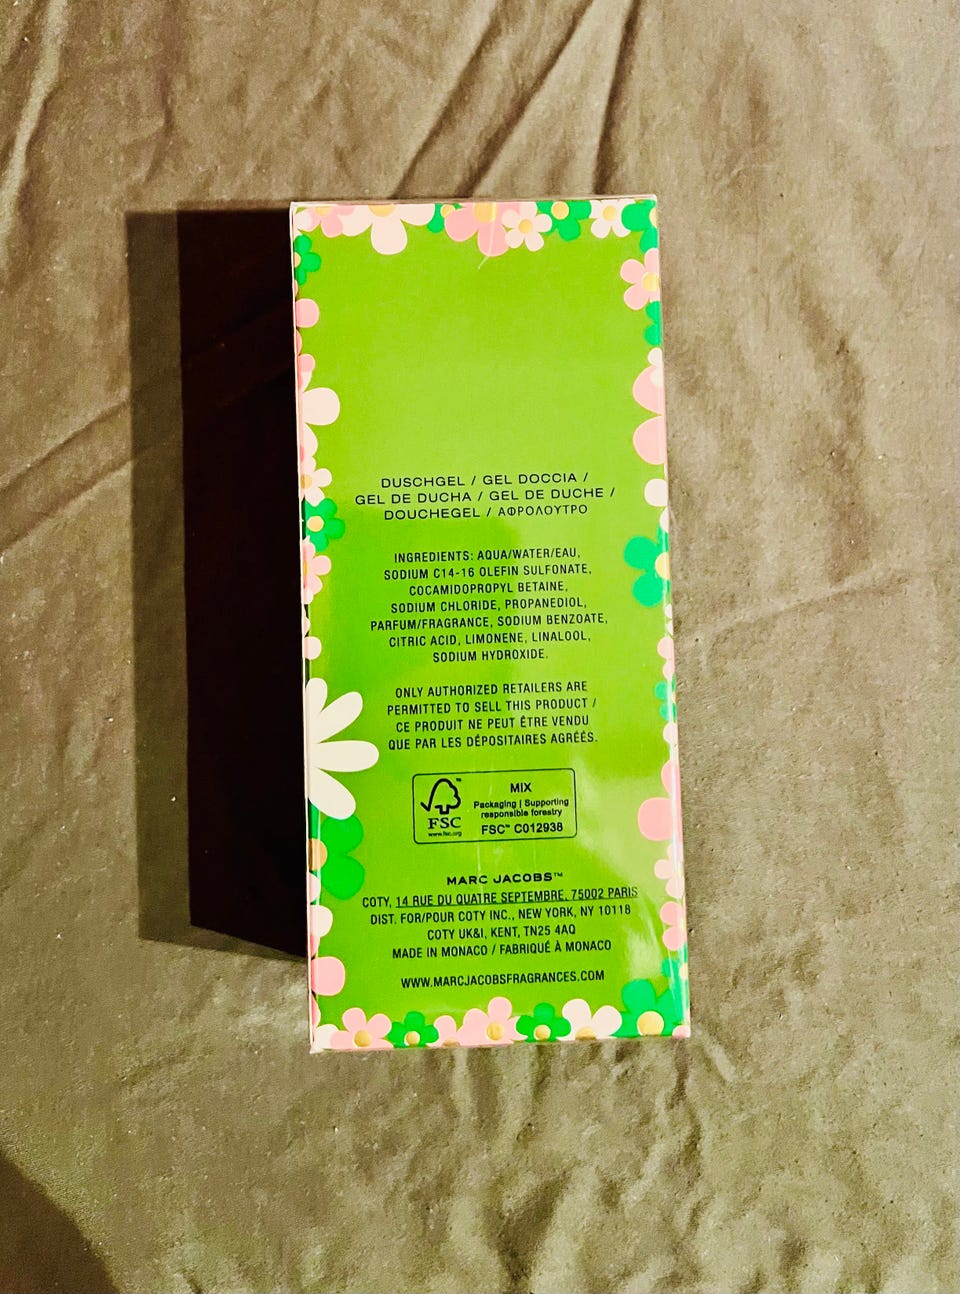 DUSCHGEL / GEL DOCCIA /
GEL DE DUCHA / GEL DE DUCHE /
DOUCHEGEL / ΑΦΡΟΛΟΥΤΡΟ
INGREDIENTS: AQUA/WATER/EAU,
SODIUM C14-16 OLEFIN SULFONATE,
COCAMIDOPROPYL BETAINE,
SODIUM CHLORIDE, PROPANEDIOL,
PARFUM/FRAGRANCE, SODIUM BENZOATE,
CITRIC ACID, LIMONENE, LINALOOL,
SODIUM HYDROXIDE.
ONLY AUTHORIZED RETAILERS ARE
PERMITTED TO SELL THIS PRODUCT /
CE PRODUIT NE PEUT ÊTRE VENDU
QUE PAR LES DÉPOSITAIRES AGRÉÉS.
FSC
www.fsc.org
MIX
Packaging | Supporting
responsible forestry
FSC™ C012938
MARC JACOBS™
COTY, 14 RUE DU QUATRE SEPTEMBRE, 75002 PARIS
DIST. FOR/POUR COTY INC., NEW YORK, NY 10118
COTY UK&I, KENT, TN25 4AQ
MADE IN MONACO / FABRIQUÉ À MONACO
WWW.MARCJACOBSFRAGRANCES.COM